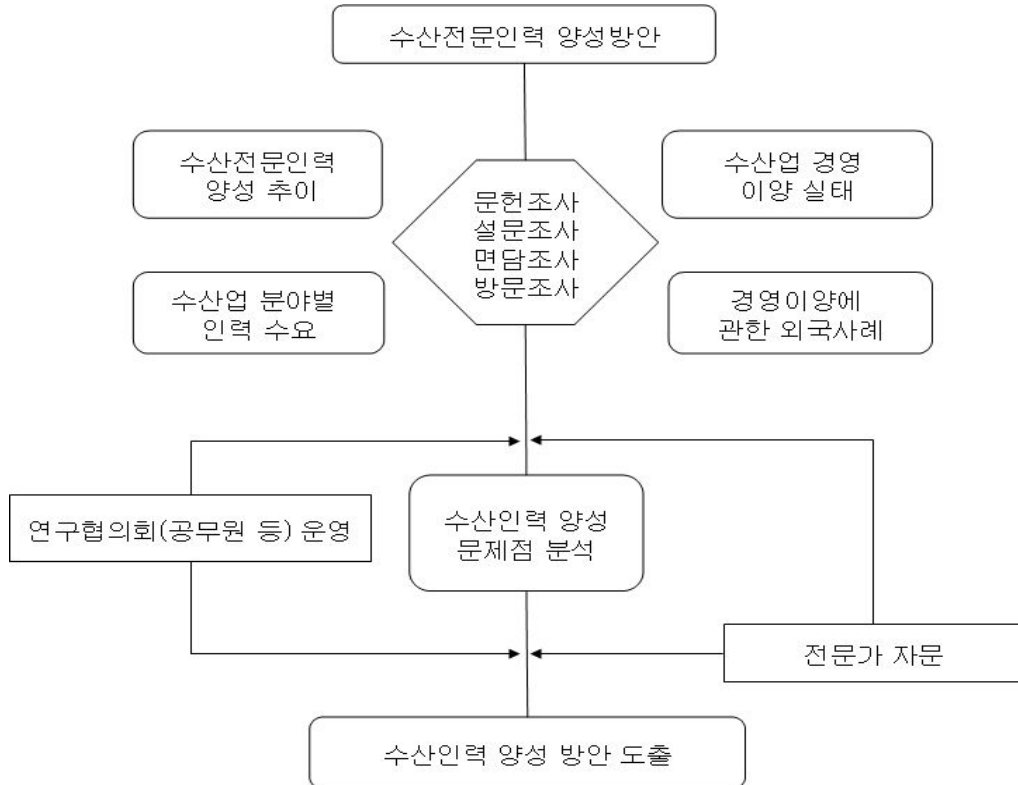 수산전문인력 양성방안
수산전문인력
양성 추이
수산업 경영
이양 실태
문헌조사
설문조사
면담조사
방문조사
수산업 분야별
인력 수요
경영이양에
관한 외국사례
연구협의회(공무원 등) 운영
수산인력 양성
문제점 분석
전문가 자문
수산인력 양성 방안 도출